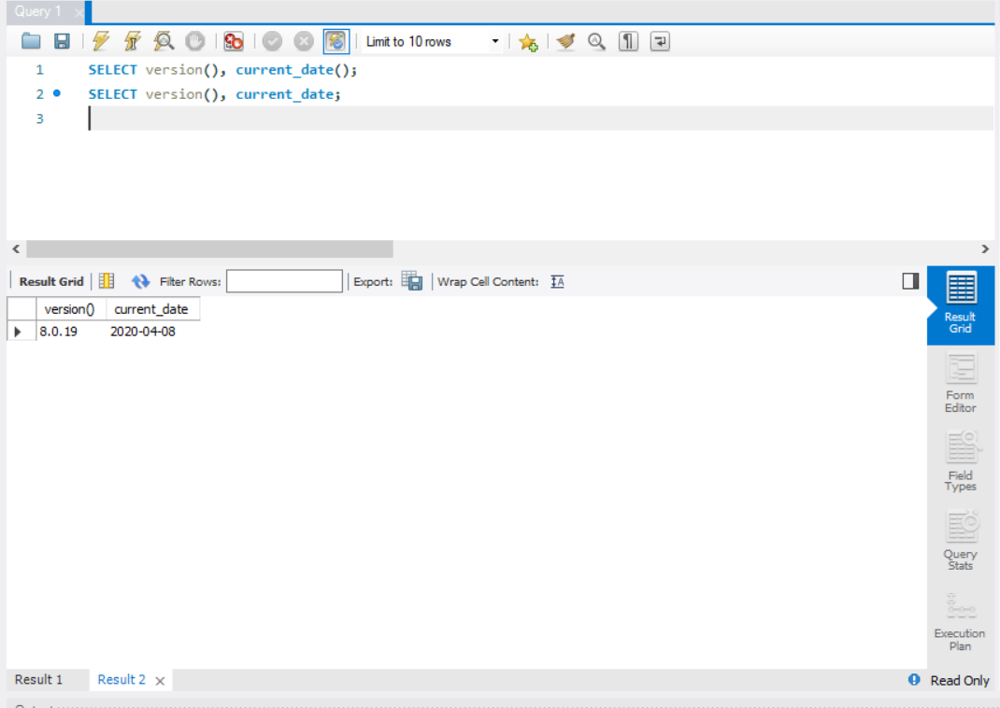 Query 1
Limit to 10 rows
1 SELECT version(), current_date();
2 SELECT version(), current_date;
3
Result Grid Filter Rows: Export: Wrap Cell Content:
version() current_date
8.0.19 2020-04-08
Result Grid
Form Editor
Field Types
Query Stats
Execution Plan
Result 1 Result 2 Read Only